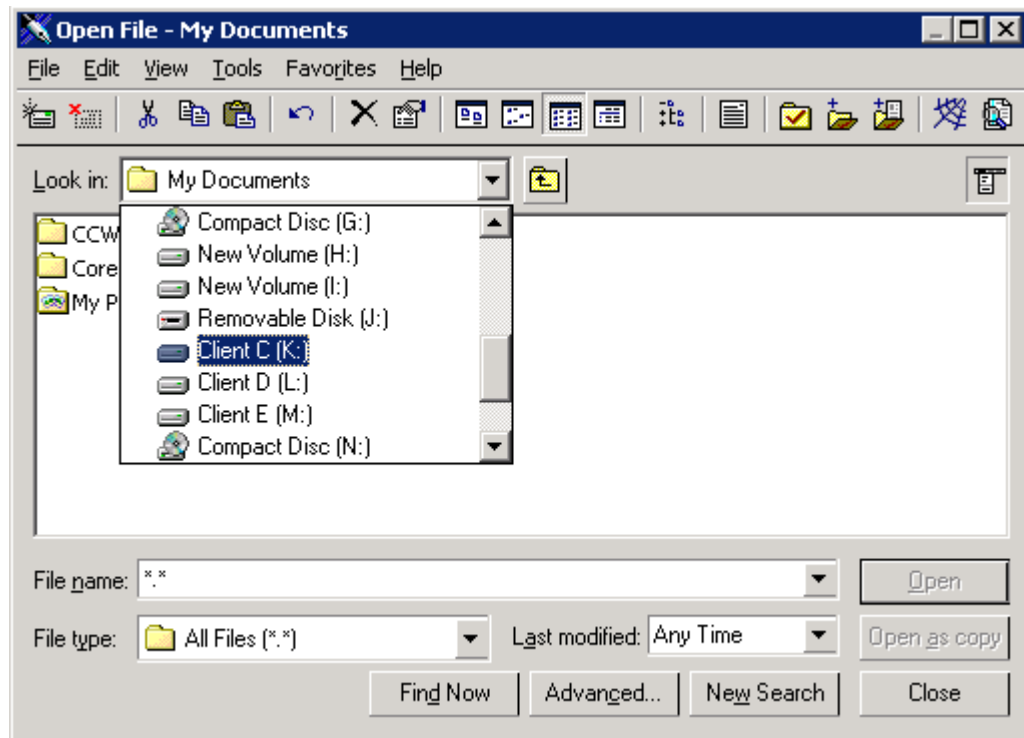 Open File - My Documents
File Edit View Tools Favorites Help
Look in: My Documents
Compact Disc (G:)
CCW
New Volume (H:)
Core
New Volume (I:)
My P
Removable Disk (J:)
Client C (K:)
Client D (L:)
Client E (M:)
Compact Disc (N:)
File name: *.* Open
File type: All Files (*.*) Last modified: Any Time Open as copy
Find Now Advanced... New Search Close